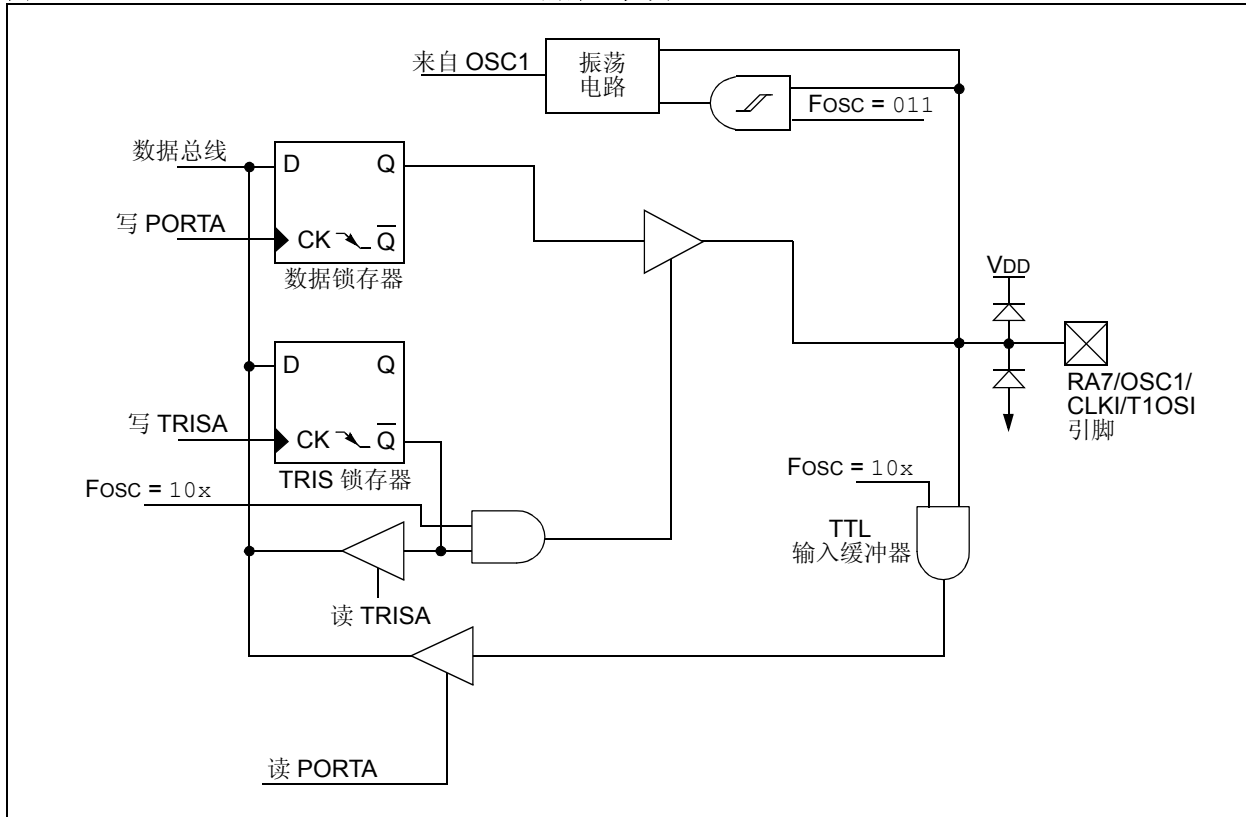 来自 OSC1
振荡
电路
FOSC = 011
数据总线
D
Q
写 PORTA
CK
Q
数据锁存器
VDD
D
Q
RA7/OSC1/
CLKI/T1OSI
引脚
写 TRISA
CK
Q
TRIS 锁存器
FOSC = 10x
FOSC = 10x
TTL
输入缓冲器
读 TRISA
读 PORTA